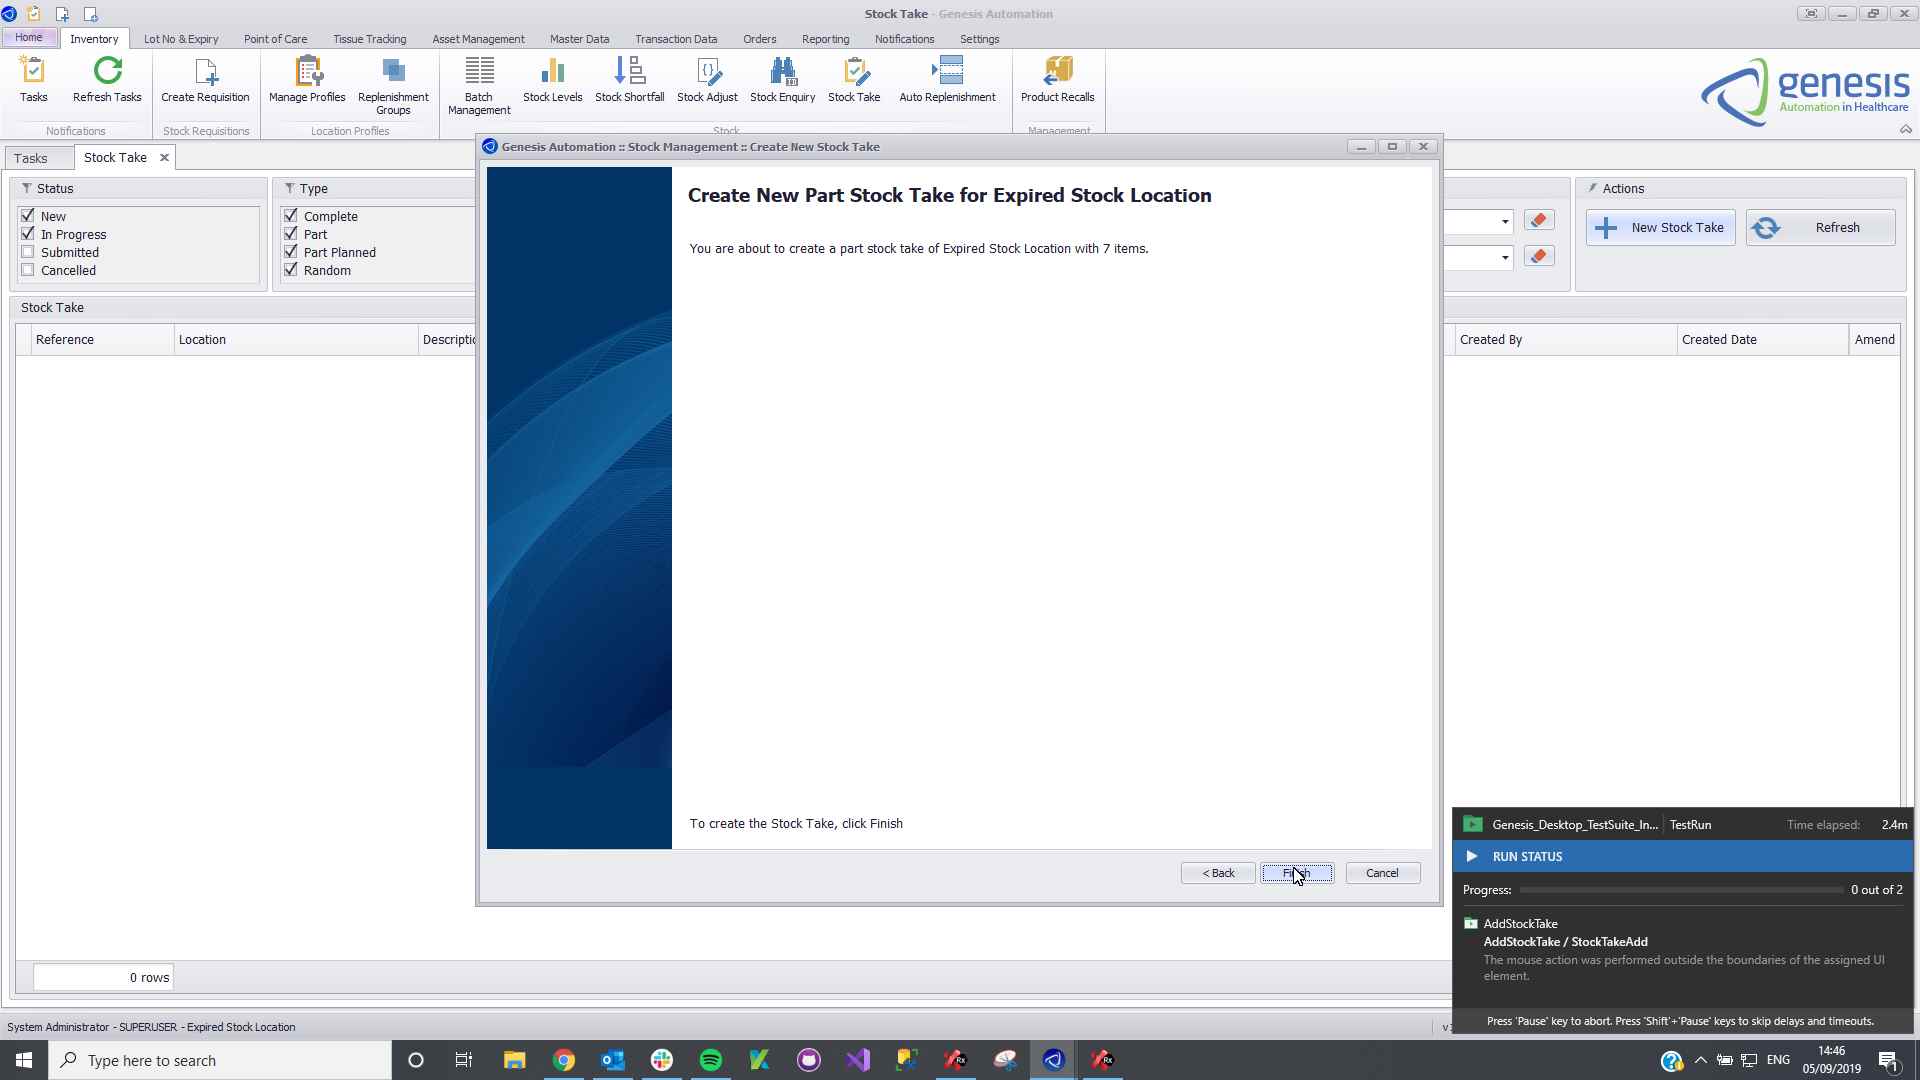 Stock Take - Genesis Automation
Home Inventory Lot No & Expiry Point of Care Tissue Tracking Asset Management Master Data Transaction Data Orders Reporting Notifications Settings
Tasks Refresh Tasks Create Requisition Manage Profiles Replenishment Groups Batch Management Stock Levels Stock Shortfall Stock Adjust Stock Enquiry Stock Take Auto Replenishment Product Recalls
Notifications Stock Requisitions Location Profiles Stock Management
genesis
Automation in Healthcare
Tasks Stock Take
Genesis Automation :: Stock Management :: Create New Stock Take
Status
New
In Progress
Submitted
Cancelled
Type
Complete
Part
Part Planned
Random
Actions
New Stock Take Refresh
Create New Part Stock Take for Expired Stock Location
You are about to create a part stock take of Expired Stock Location with 7 items.
Stock Take
Reference Location Descriptio Created By Created Date Amend
To create the Stock Take, click Finish
< Back Finish Cancel
0 rows
Genesis_Desktop_TestSuite_In... TestRun Time elapsed: 2.4m
RUN STATUS
Progress: 0 out of 2
AddStockTake
AddStockTake / StockTakeAdd
The mouse action was performed outside the boundaries of the assigned UI
element.
Press 'Pause' key to abort. Press 'Shift'+'Pause' keys to skip delays and timeouts.
System Administrator - SUPERUSER - Expired Stock Location
Type here to search
ENG
14:46
05/09/2019
1